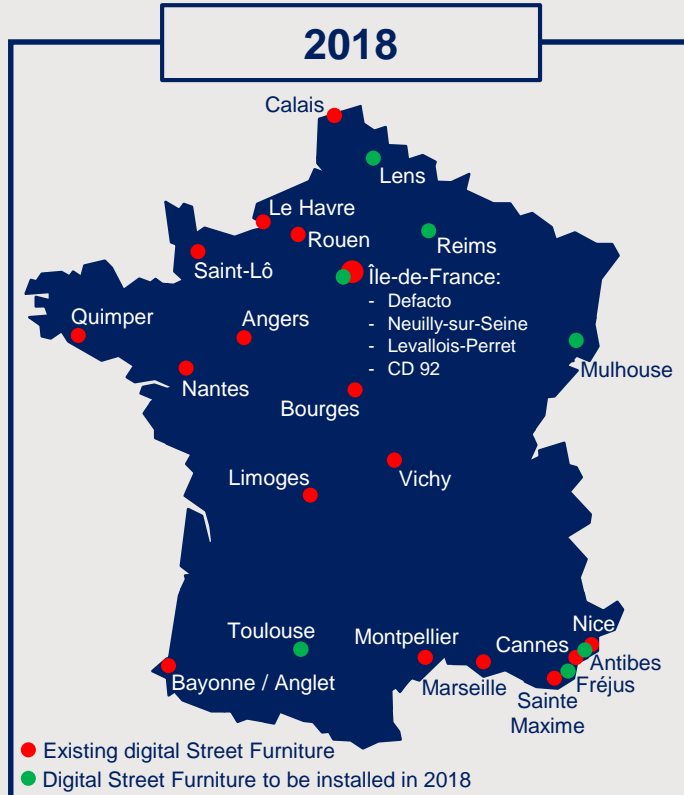 2018
Calais
Lens
Le Havre
Rouen
Reims
Saint-Lô
Île-de-France:
- Defacto
- Neuilly-sur-Seine
- Levallois-Perret
- CD 92
Quimper
Angers
Mulhouse
Nantes
Bourges
Limoges
Vichy
Nice
Toulouse
Montpellier
Cannes
Antibes
Bayonne / Anglet
Marseille
Fréjus
Sainte
Maxime
Existing digital Street Furniture
Digital Street Furniture to be installed in 2018